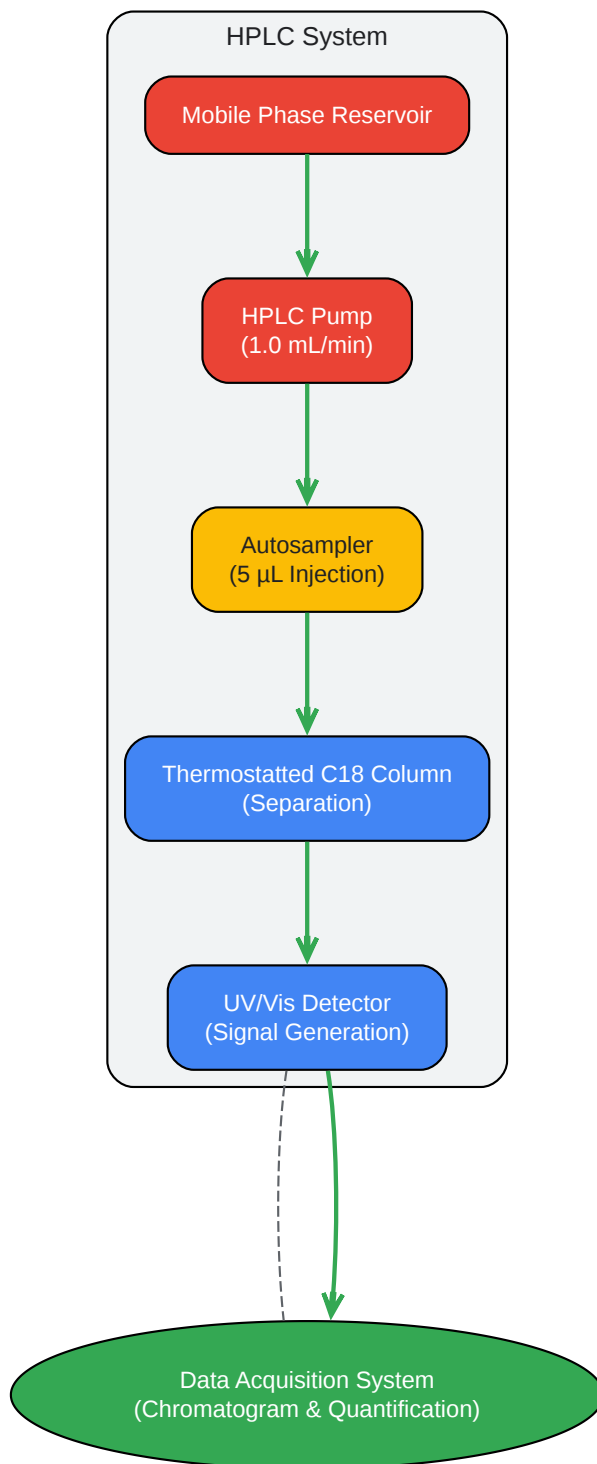 HPLC System
Mobile Phase Reservoir
HPLC Pump
(1.0 mL/min)
Autosampler
(5 µL Injection)
Thermostatted C18 Column
(Separation)
UV/Vis Detector
(Signal Generation)
Data Acquisition System
(Chromatogram & Quantification)